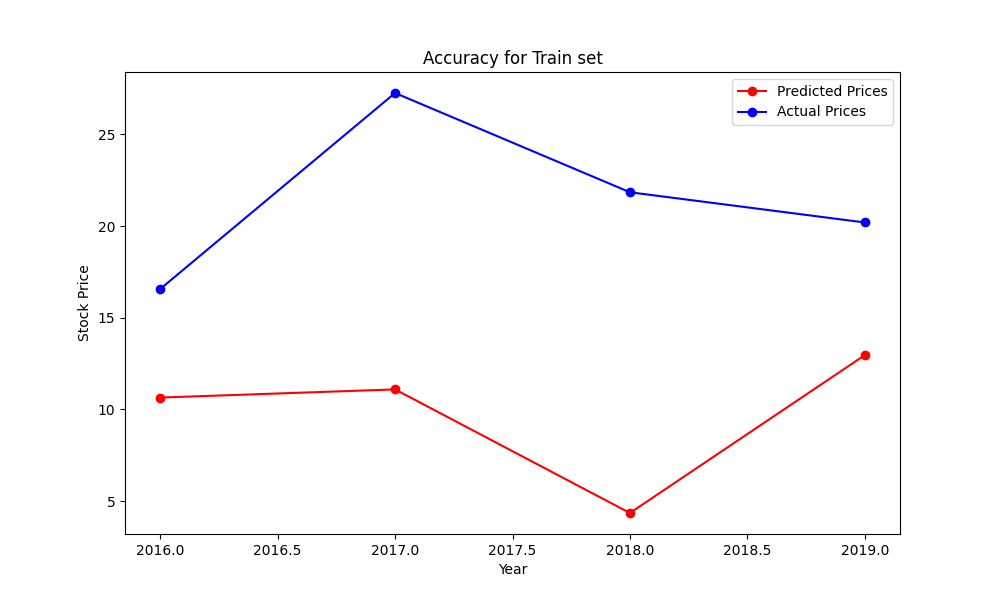 Accuracy for Train set
Predicted Prices
Actual Prices
25
20
15
10
5
Stock Price
2016.0 2016.5 2017.0 2017.5 2018.0 2018.5 2019.0
Year